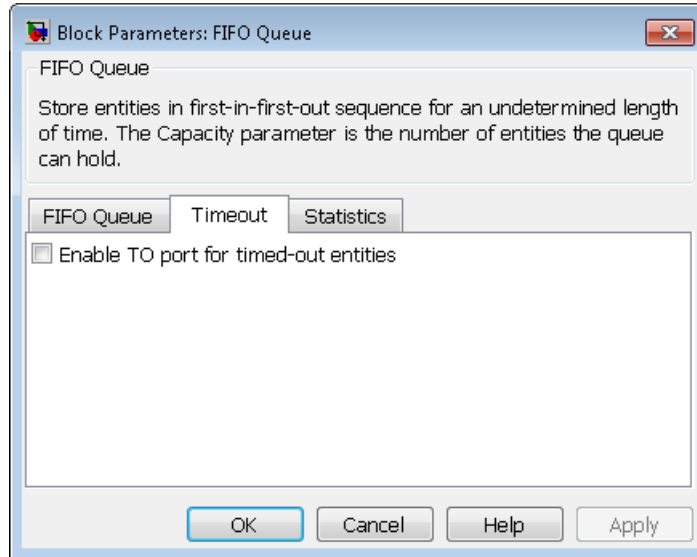 Block Parameters: FIFO Queue
FIFO Queue
Store entities in first-in-first-out sequence for an undetermined length
of time. The Capacity parameter is the number of entities the queue
can hold.
FIFO Queue Timeout Statistics
Enable TO port for timed-out entities
OK Cancel Help Apply